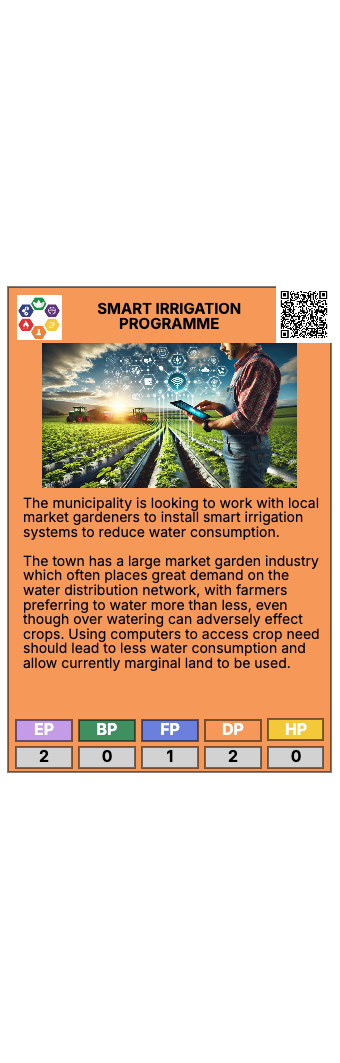 SMART IRRIGATION
PROGRAMME
The municipality is looking to work with local
market gardeners to install smart irrigation
systems to reduce water consumption.
The town has a large market garden industry
which often places great demand on the
water distribution network, with farmers
preferring to water more than less, even
though over watering can adversely effect
crops. Using computers to access crop need
should lead to less water consumption and
allow currently marginal land to be used.
EP BP FP DP HP
2 0 1 2 0